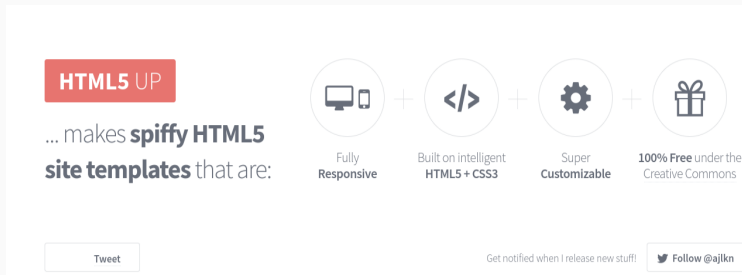 HTML5 UP
... makes spiffy HTML5
site templates that are:
Fully
Responsive
Built on intelligent
HTML5 + CSS3
Super
Customizable
100% Free under the
Creative Commons
Tweet
Get notified when I release new stuff!
Follow @ajlkn